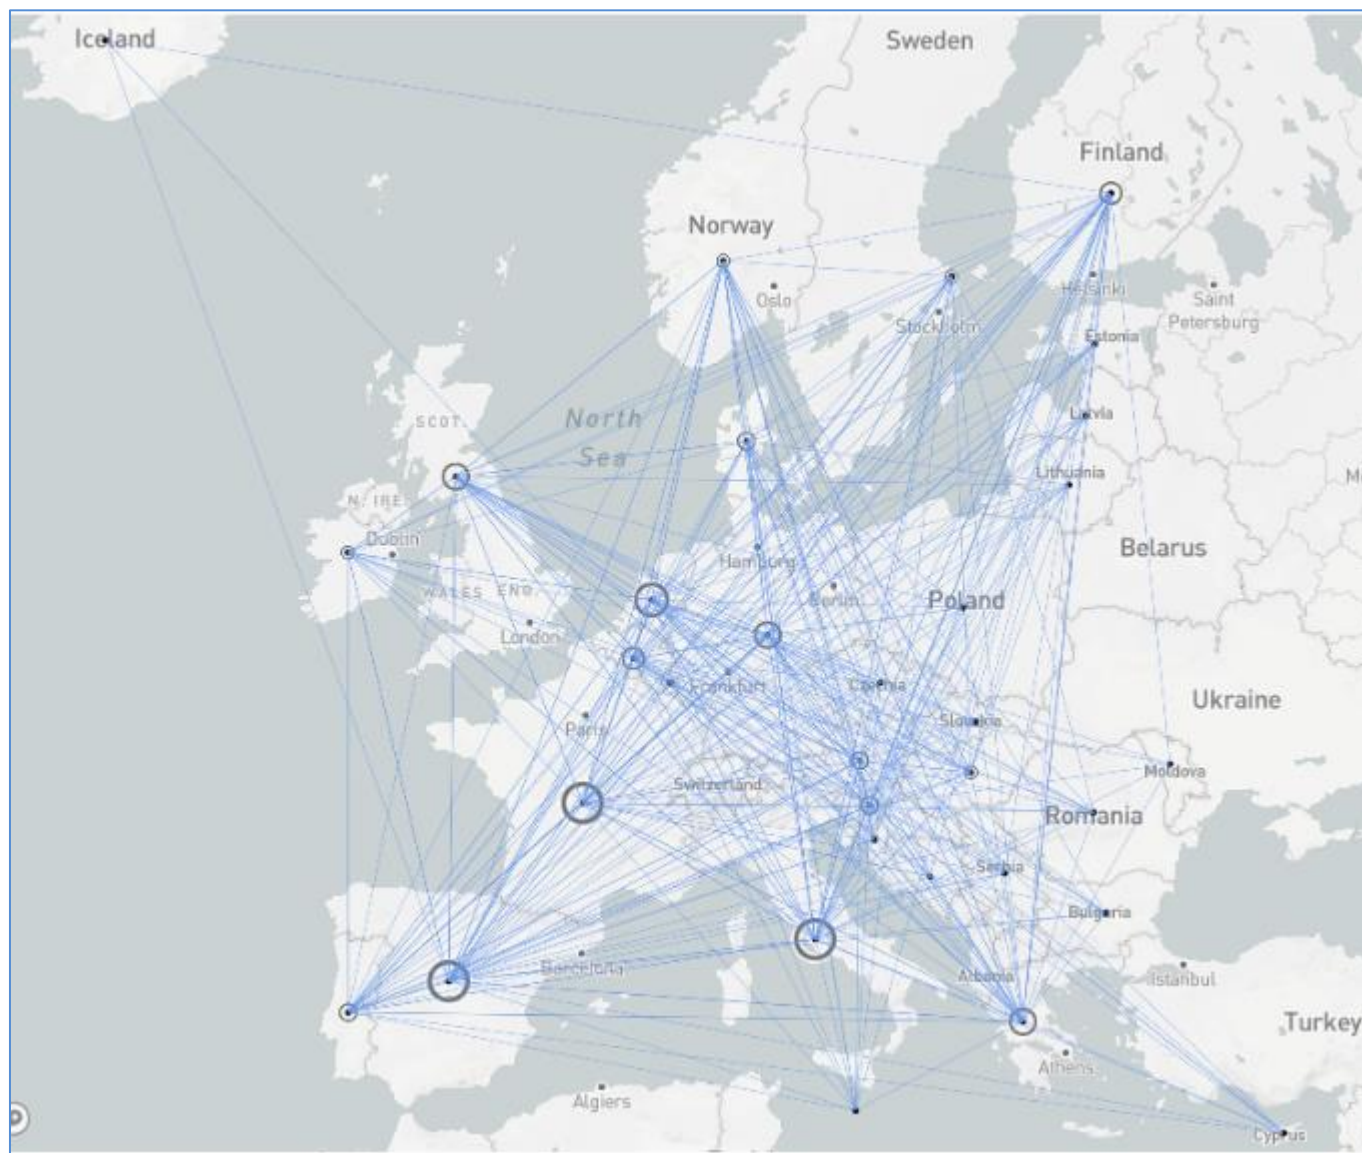 Iceland
Sweden
Finland
Norway
Oslo
Helsinki
Saint
Petersburg
Stockholm
Estonia
SCOT.
North
Sea
Latvia
Lithuania
N. IRE.
Dublin
Hamburg
Belarus
WALES
ENG.
Berlin
Poland
London
Frankfurt
Czechia
Ukraine
Paris
Slovakia
Switzerland
Moldova
Romania
Serbia
Bulgaria
Barcelona
Albania
Istanbul
Turkey
Athens
Algiers
Cyprus